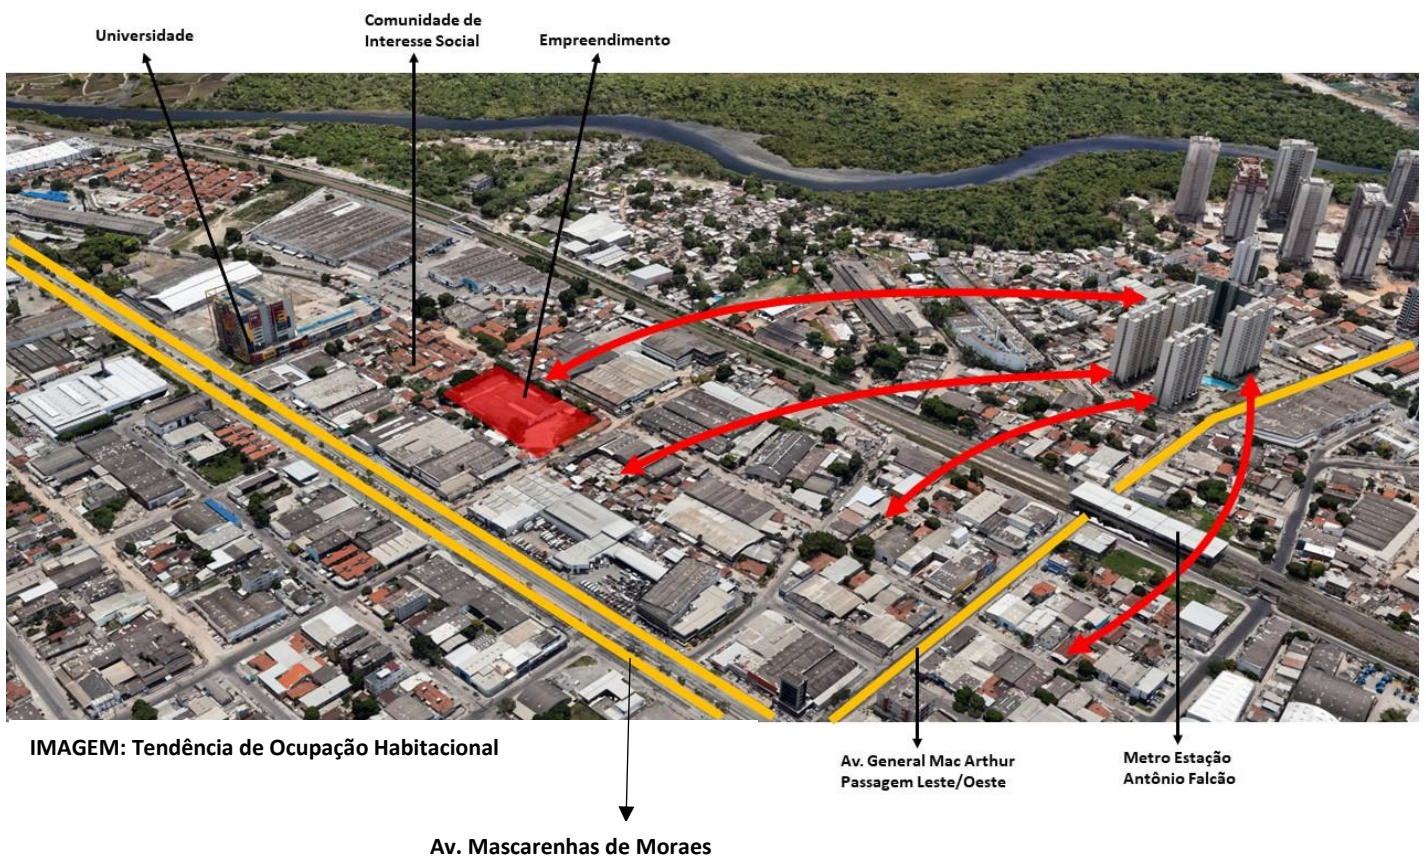 Universidade
Comunidade de
Interesse Social
Empreendimento
IMAGEM: Tendência de Ocupação Habitacional
Av. General Mac Arthur
Passagem Leste/Oeste
Metro Estação
Antônio Falcão
Av. Mascarenhas de Moraes